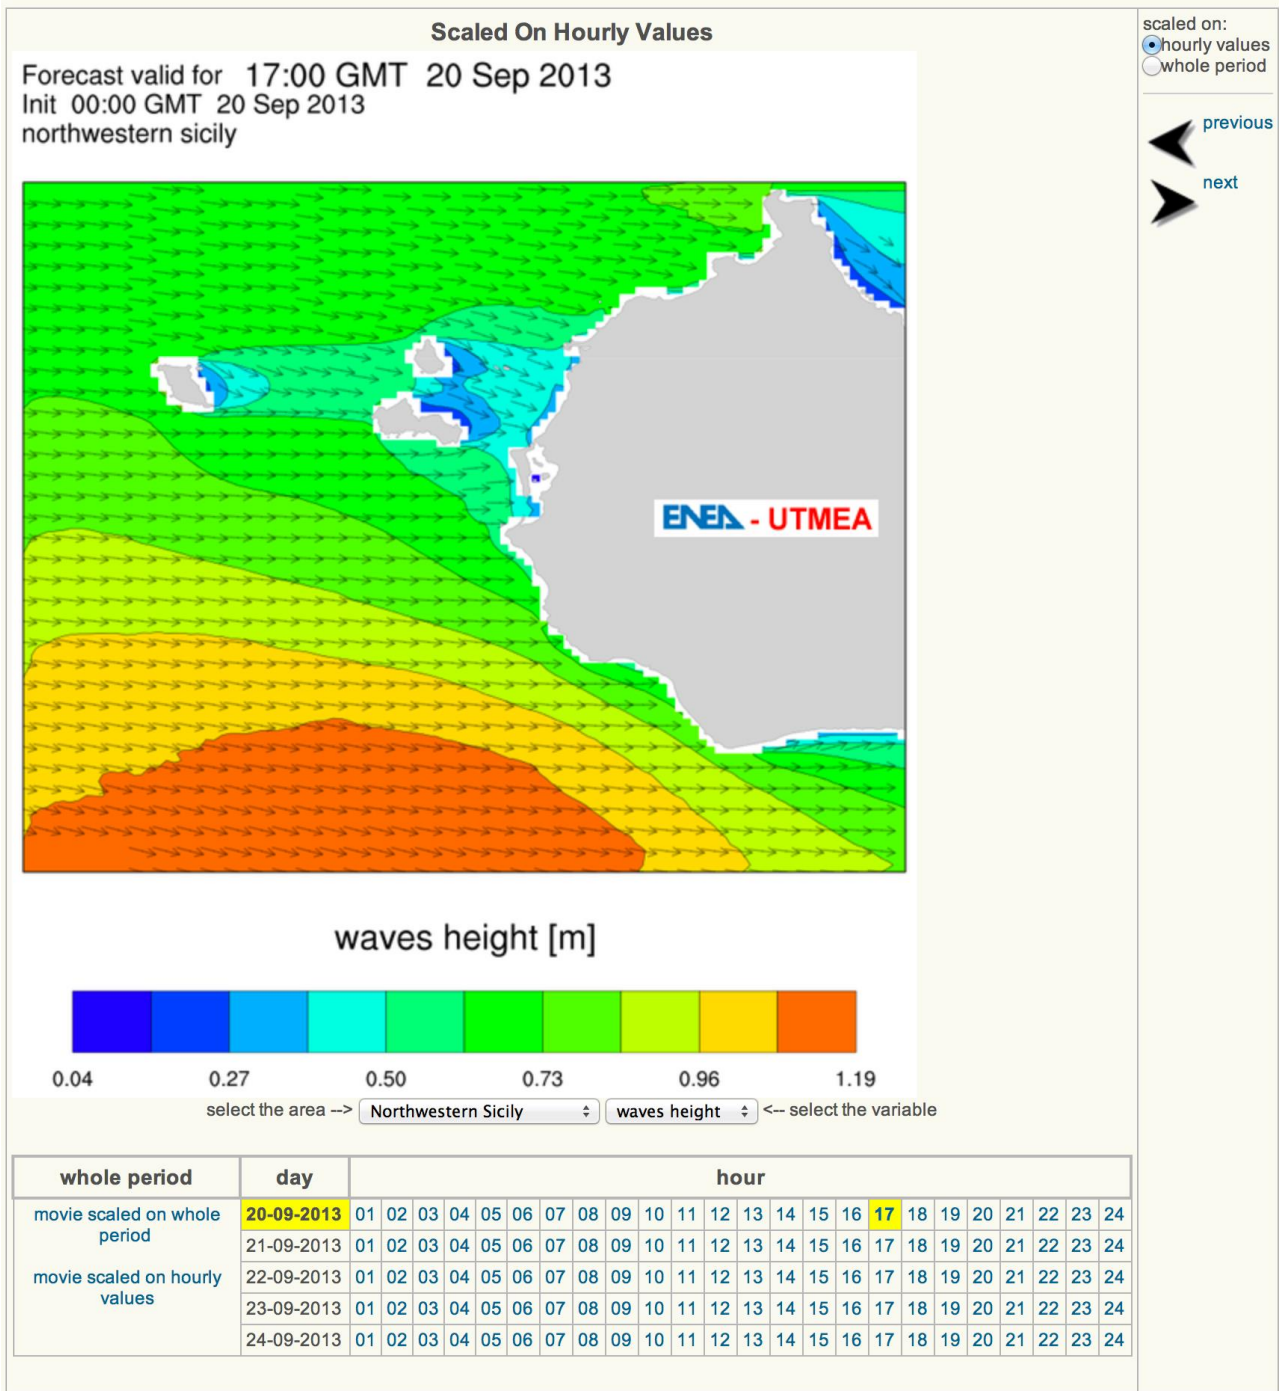 Scaled On Hourly Values
Forecast valid for 17:00 GMT 20 Sep 2013
Init 00:00 GMT 20 Sep 2013
northwestern sicily
ENEA - UTMEA
waves height [m]
0.04 0.27 0.50 0.73 0.96 1.19
select the area --> Northwestern Sicily waves height <-- select the variable
scaled on:
hourly values
whole period
previous
next
whole period day hour
movie scaled on whole
period
movie scaled on hourly
values
20-09-2013 01 02 03 04 05 06 07 08 09 10 11 12 13 14 15 16 17 18 19 20 21 22 23 24
21-09-2013 01 02 03 04 05 06 07 08 09 10 11 12 13 14 15 16 17 18 19 20 21 22 23 24
22-09-2013 01 02 03 04 05 06 07 08 09 10 11 12 13 14 15 16 17 18 19 20 21 22 23 24
23-09-2013 01 02 03 04 05 06 07 08 09 10 11 12 13 14 15 16 17 18 19 20 21 22 23 24
24-09-2013 01 02 03 04 05 06 07 08 09 10 11 12 13 14 15 16 17 18 19 20 21 22 23 24